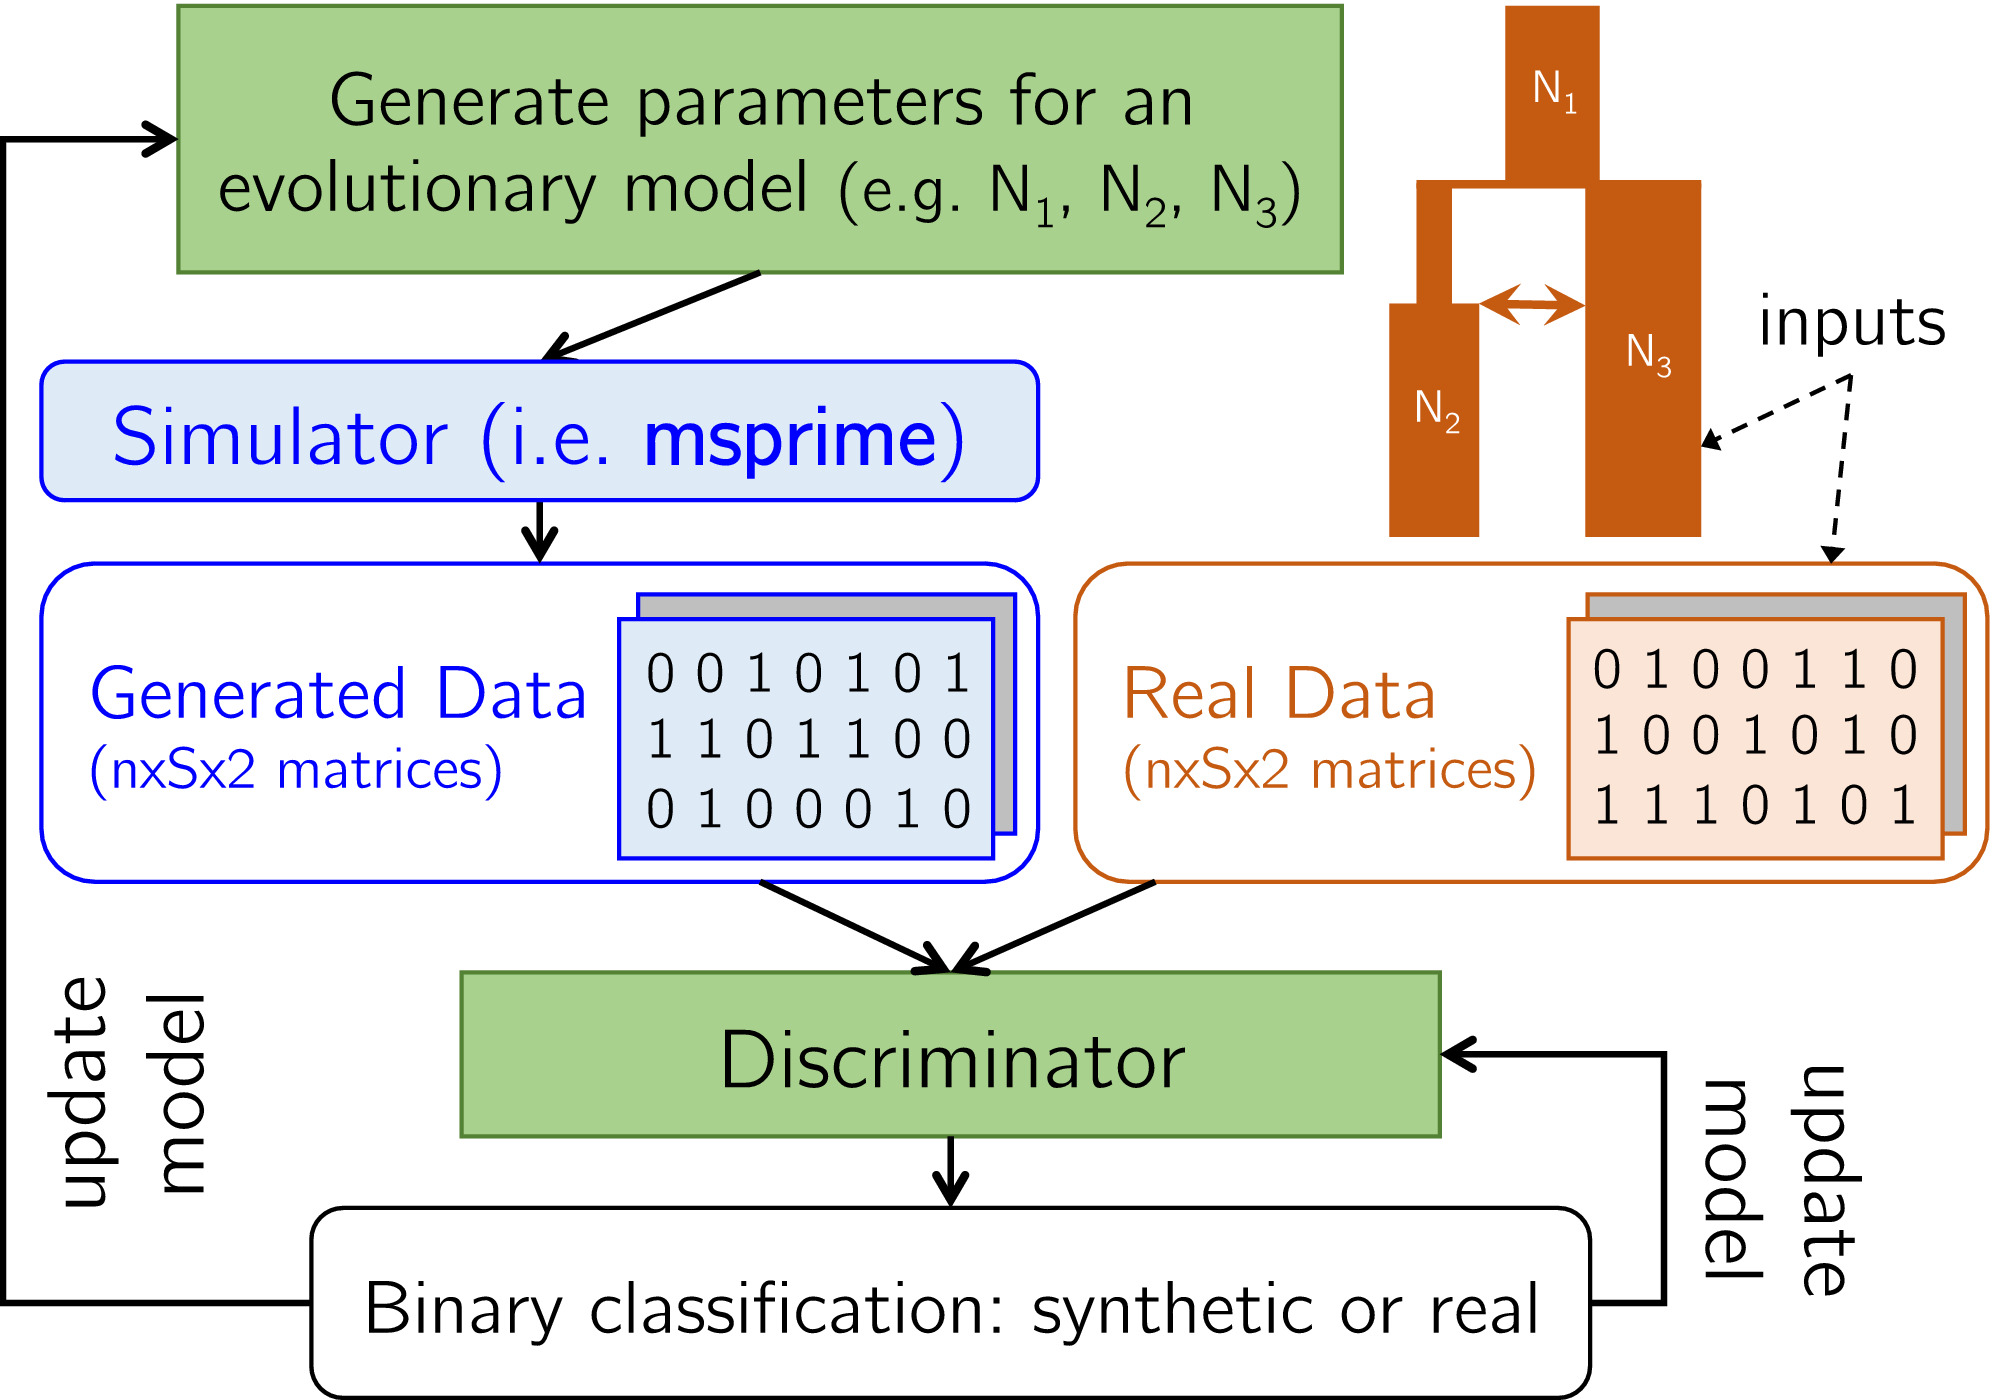 Generate parameters for an
evolutionary model (e.g. N₁, N₂, N₃)
N₁
N₂
N₃
inputs
Simulator (i.e. msprime)
Generated Data
(nxSx2 matrices)
0 0 1 0 1 0 1
1 1 0 1 1 0 0
0 1 0 0 0 1 0
Real Data
(nxSx2 matrices)
0 1 0 0 1 1 0
1 0 0 1 0 1 0
1 1 1 0 1 0 1
Discriminator
update
model
update
model
Binary classification: synthetic or real